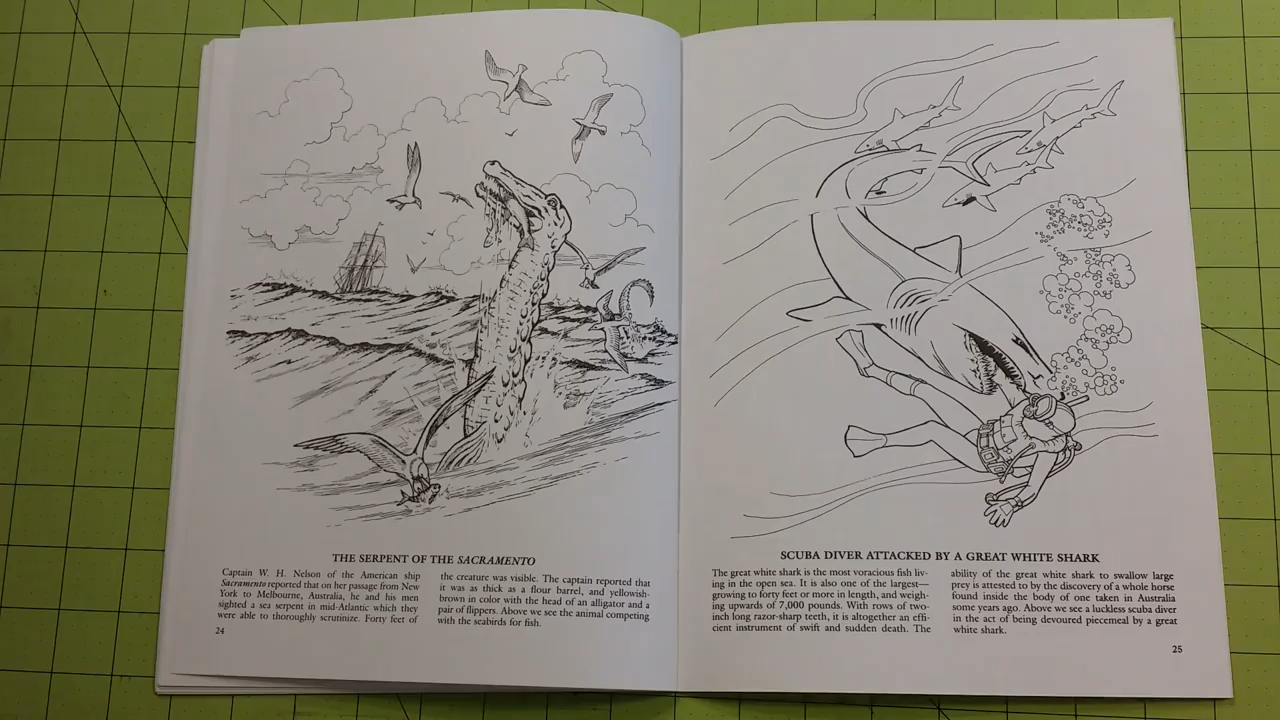 THE SERPENT OF THE SACRAMENTO
Captain W. H. Nelson of the American ship
Sacramento reported that on her passage from New
York to Melbourne, Australia, he and his men
sighted a sea serpent in mid-Atlantic which they
were able to thoroughly scrutinize. Forty feet of
the creature was visible. The captain reported that
it was as thick as a flour barrel, and yellowish-
brown in color with the head of an alligator and a
pair of flippers. Above we see the animal competing
with the seabirds for fish.
24
SCUBA DIVER ATTACKED BY A GREAT WHITE SHARK
The great white shark is the most voracious fish liv-
ing in the open sea. It is also one of the largest—
growing to forty feet or more in length, and weigh-
ing upwards of 7,000 pounds. With rows of two-
inch long razor-sharp teeth, it is altogether an effi-
cient instrument of swift and sudden death. The
ability of the great white shark to swallow large
prey is attested to by the discovery of a whole horse
found inside the body of one taken in Australia
some years ago. Above we see a luckless scuba diver
in the act of being devoured piecemeal by a great
white shark.
25